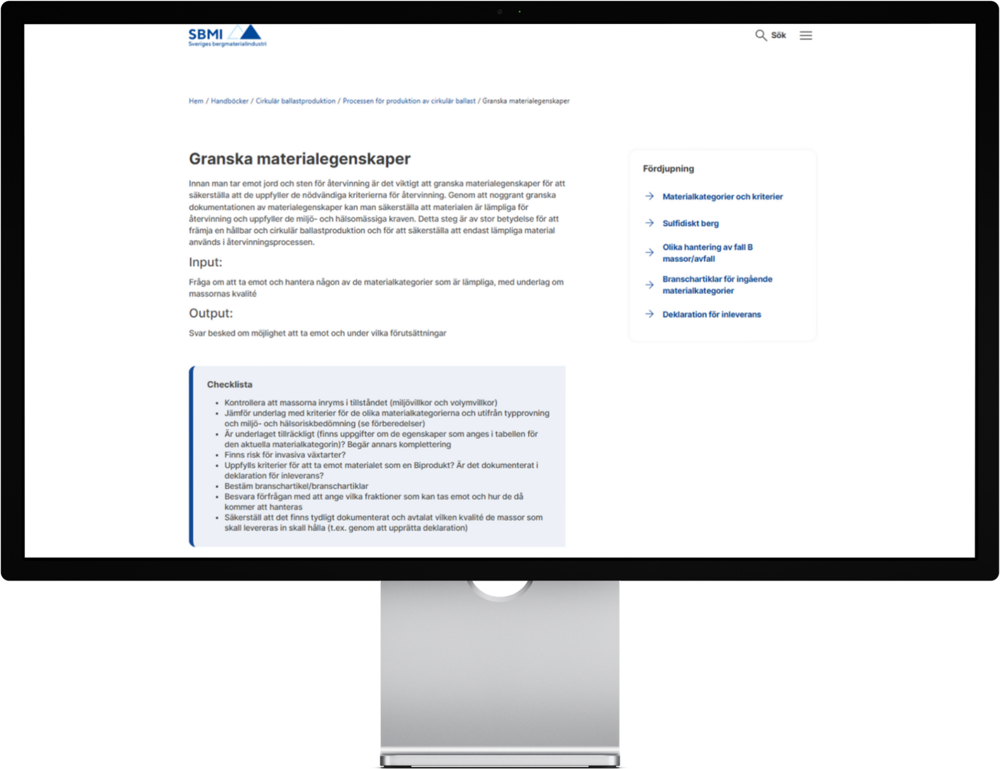 SBMI
Sveriges bergmaterialindustri
Sök
Hem / Handböcker / Cirkulär ballastproduktion / Processen för produktion av cirkulär ballast / Granska materialegenskaper
Granska materialegenskaper
Innan man tar emot jord och sten för återvinning är det viktigt att granska materialegenskaper för att
säkerställa att de uppfyller de nödvändiga kriterierna för återvinning. Genom att noggrant granska
dokumentationen av materialegenskaper kan man säkerställa att materialen är lämpliga för
återvinning och uppfyller de miljö- och hälsomässiga kraven. Detta steg är av stor betydelse för att
främja en hållbar och cirkulär ballastproduktion och för att säkerställa att endast lämpliga material
används i återvinningsprocessen.
Input:
Fråga om att ta emot och hantera någon av de materialkategorier som är lämpliga, med underlag om
massornas kvalité
Output:
Svar besked om möjlighet att ta emot och under vilka förutsättningar
Checklista
• Kontrollera att massorna inryms i tillståndet (miljövillkor och volymvillkor)
• Jämför underlag med kriterier för de olika materialkategorierna och utifrån typprovning
och miljö- och hälsoriskbedömning (se förberedelser)
• Är underlaget tillräckligt (finns uppgifter om de egenskaper som anges i tabellen för
den aktuella materialkategorin)? Begär annars komplettering
• Finns risk för invasiva växtarter?
• Uppfylls kriterier för att ta emot materialet som en Biprodukt? Är det dokumenterat i
deklaration för inleverans?
• Bestäm branschartikel/branschartiklar
• Besvara förfrågan med att ange vilka fraktioner som kan tas emot och hur de då
kommer att hanteras
• Säkerställ att det finns tydligt dokumenterat och avtalat vilken kvalité de massor som
skall levereras in skall hålla (t.ex. genom att upprätta deklaration)
Fördjupning
→ Materialkategorier och kriterier
→ Sulfidiskt berg
→ Olika hantering av fall B
massor/avfall
→ Branschartiklar för ingående
materialkategorier
→ Deklaration för inleverans